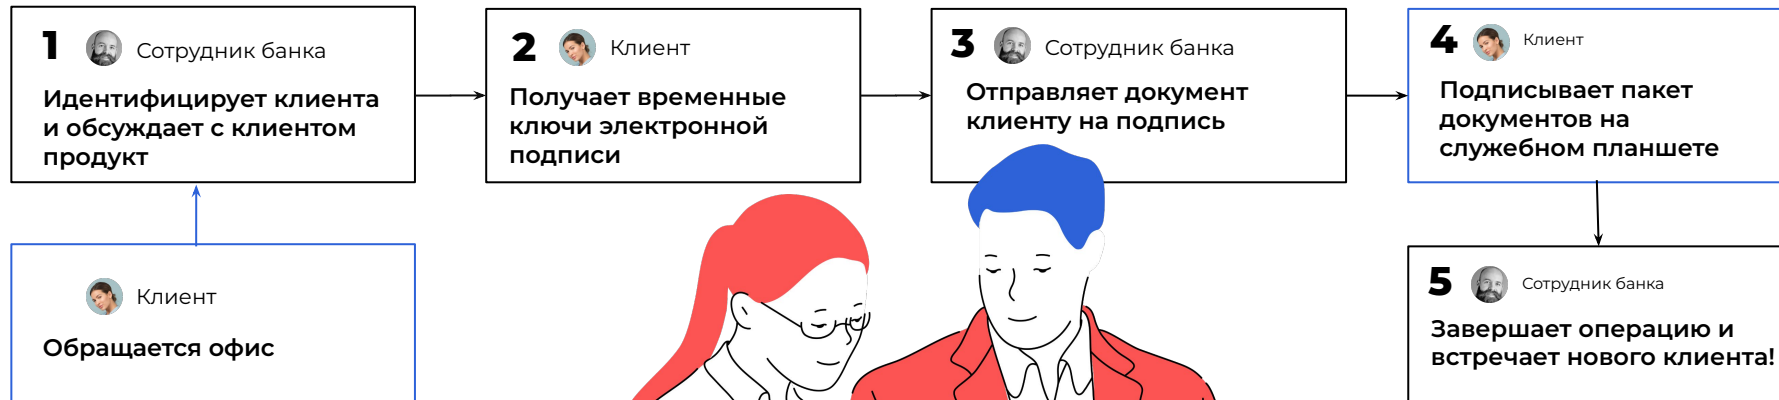 1 Сотрудник банка
Идентифицирует клиента
и обсуждает с клиентом
продукт
2 Клиент
Получает временные
ключи электронной
подписи
3 Сотрудник банка
Отправляет документ
клиенту на подпись
4 Клиент
Подписывает пакет
документов на
служебном планшете
Клиент
Обращается офис
5 Сотрудник банка
Завершает операцию и
встречает нового клиента!